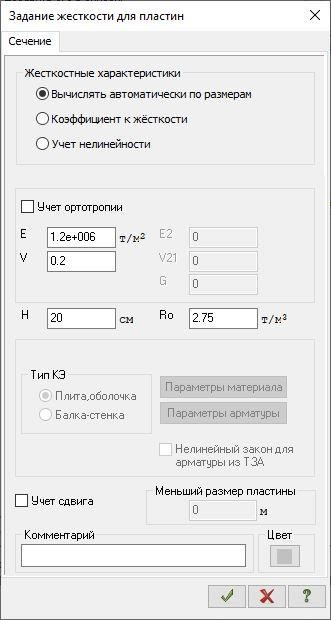 Задание жесткости для пластин
Сечение
Жесткостные характеристики
Вычислять автоматически по размерам
Коэффициент к жёсткости
Учет нелинейности
Учет ортотропии
E 1.2e+006 т/м² E2 0
V 0.2 V21 0
G 0
H 20 см Ro 2.75 т/м³
Тип КЭ
Плита,оболочка Параметры материала
Балка-стенка Параметры арматуры
Нелинейный закон для
арматуры из ТЗА
Учет сдвига Меньший размер пластины
0 м
Комментарий Цвет
?